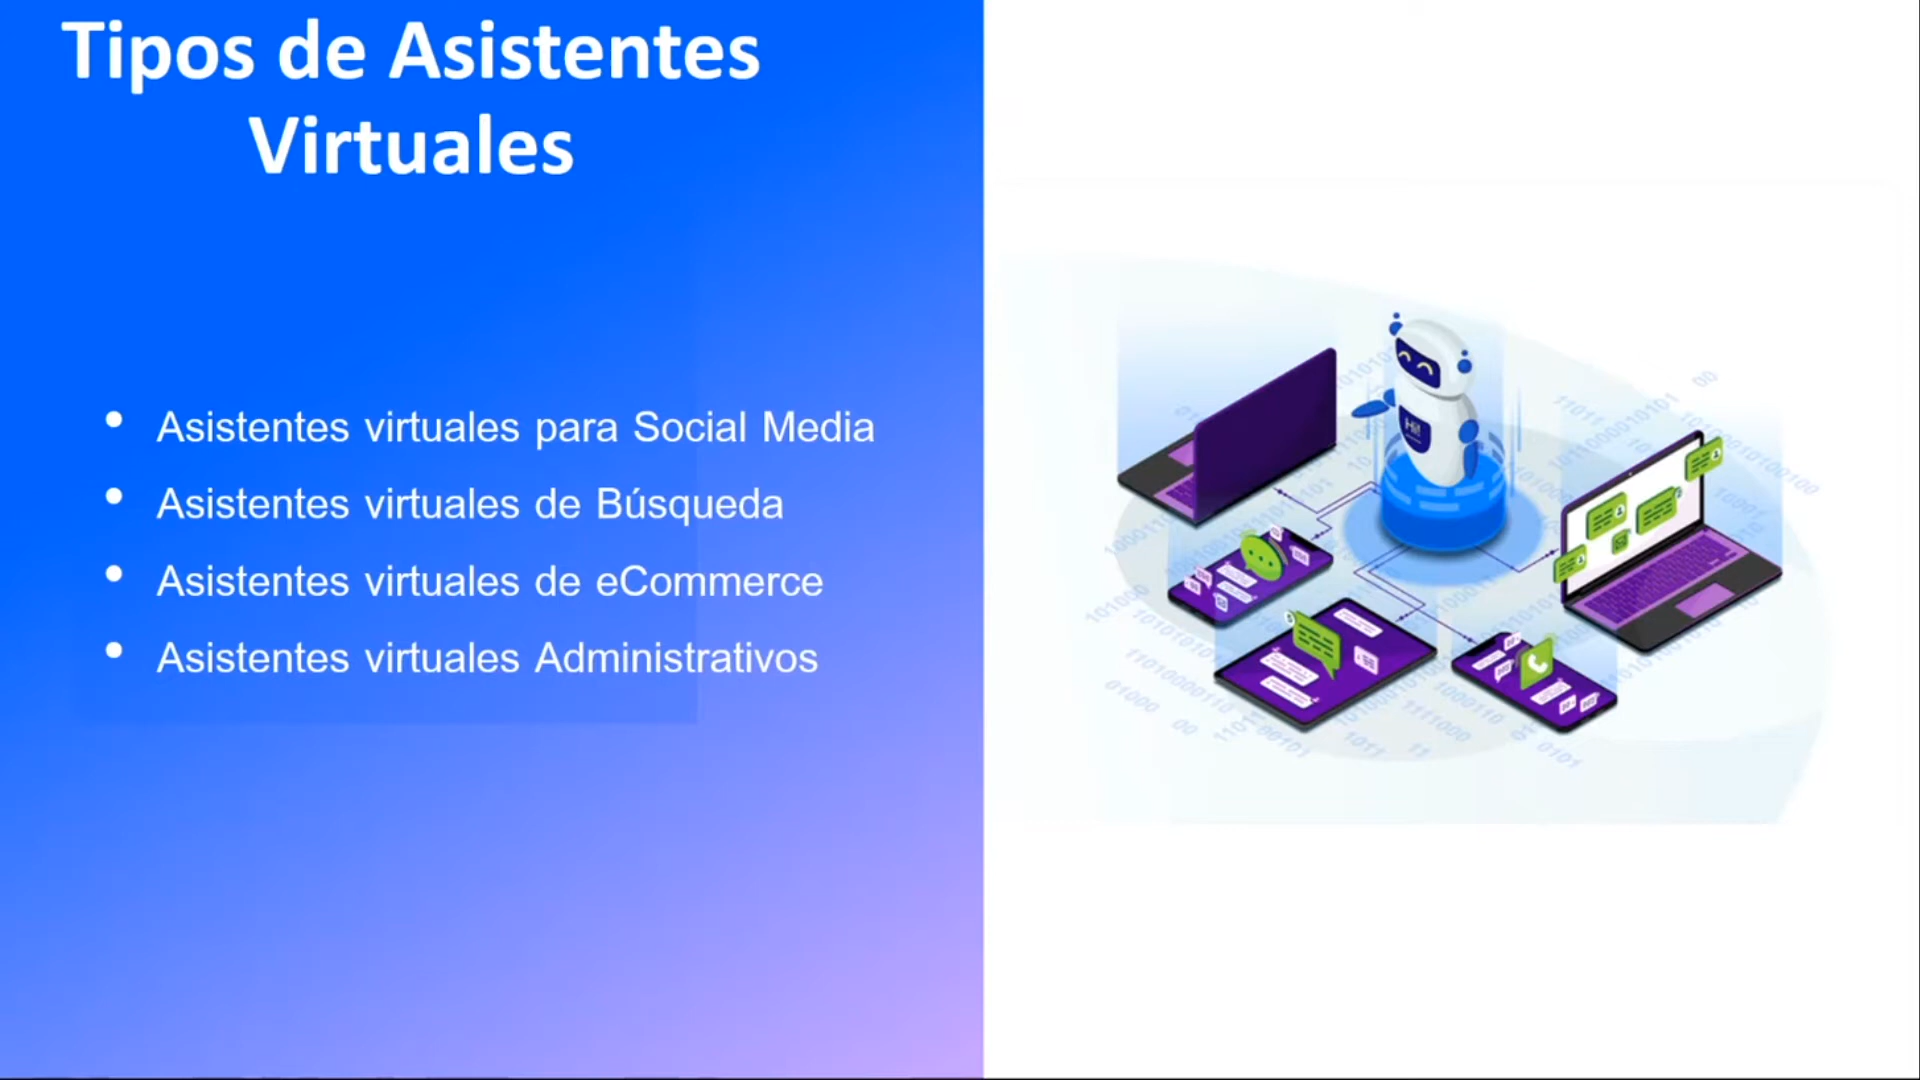 Tipos de Asistentes
Virtuales
• Asistentes virtuales para Social Media
• Asistentes virtuales de Búsqueda
• Asistentes virtuales de eCommerce
• Asistentes virtuales Administrativos
Hi!